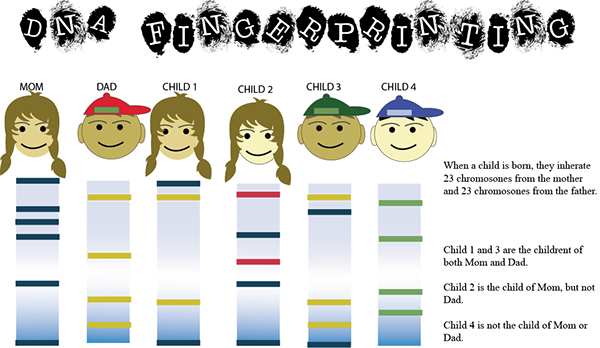 DNA FINGERPRINTING
MOM DAD CHILD 1 CHILD 2 CHILD 3 CHILD 4
When a child is born, they inherate
23 chromosomes from the mother
and 23 chromosones from the father.
Child 1 and 3 are the childrent of
both Mom and Dad.
Child 2 is the child of Mom, but not
Dad.
Child 4 is not the child of Mom or
Dad.